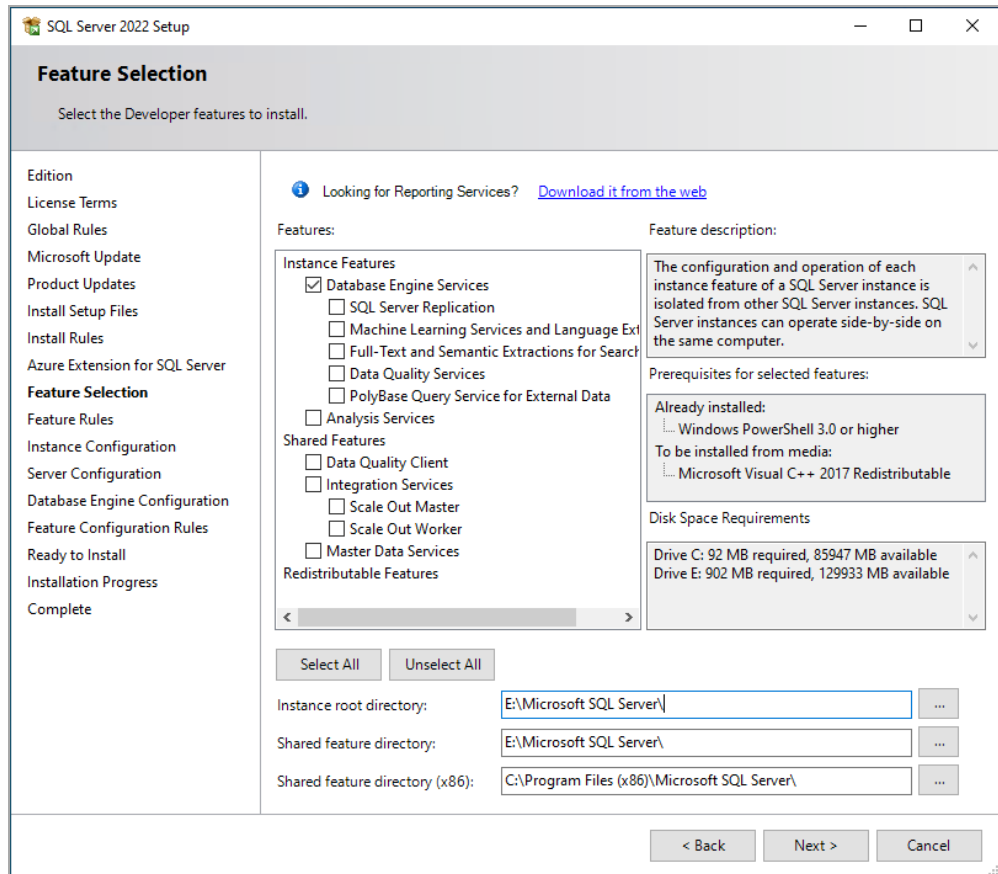 SQL Server 2022 Setup
Feature Selection
Select the Developer features to install.
Edition
License Terms
Global Rules
Microsoft Update
Product Updates
Install Setup Files
Install Rules
Azure Extension for SQL Server
Feature Selection
Feature Rules
Instance Configuration
Server Configuration
Database Engine Configuration
Feature Configuration Rules
Ready to Install
Installation Progress
Complete
Looking for Reporting Services? Download it from the web
Features:
Instance Features
Database Engine Services
SQL Server Replication
Machine Learning Services and Language Ext
Full-Text and Semantic Extractions for Search
Data Quality Services
PolyBase Query Service for External Data
Analysis Services
Shared Features
Data Quality Client
Integration Services
Scale Out Master
Scale Out Worker
Master Data Services
Redistributable Features
Feature description:
The configuration and operation of each
instance feature of a SQL Server instance is
isolated from other SQL Server instances. SQL
Server instances can operate side-by-side on
the same computer.
Prerequisites for selected features:
Already installed:
Windows PowerShell 3.0 or higher
To be installed from media:
Microsoft Visual C++ 2017 Redistributable
Disk Space Requirements
Drive C: 92 MB required, 85947 MB available
Drive E: 902 MB required, 129933 MB available
Select All
Unselect All
Instance root directory: E:\Microsoft SQL Server\
...
Shared feature directory: E:\Microsoft SQL Server\
...
Shared feature directory (x86): C:\Program Files (x86)\Microsoft SQL Server\
...
< Back
Next >
Cancel